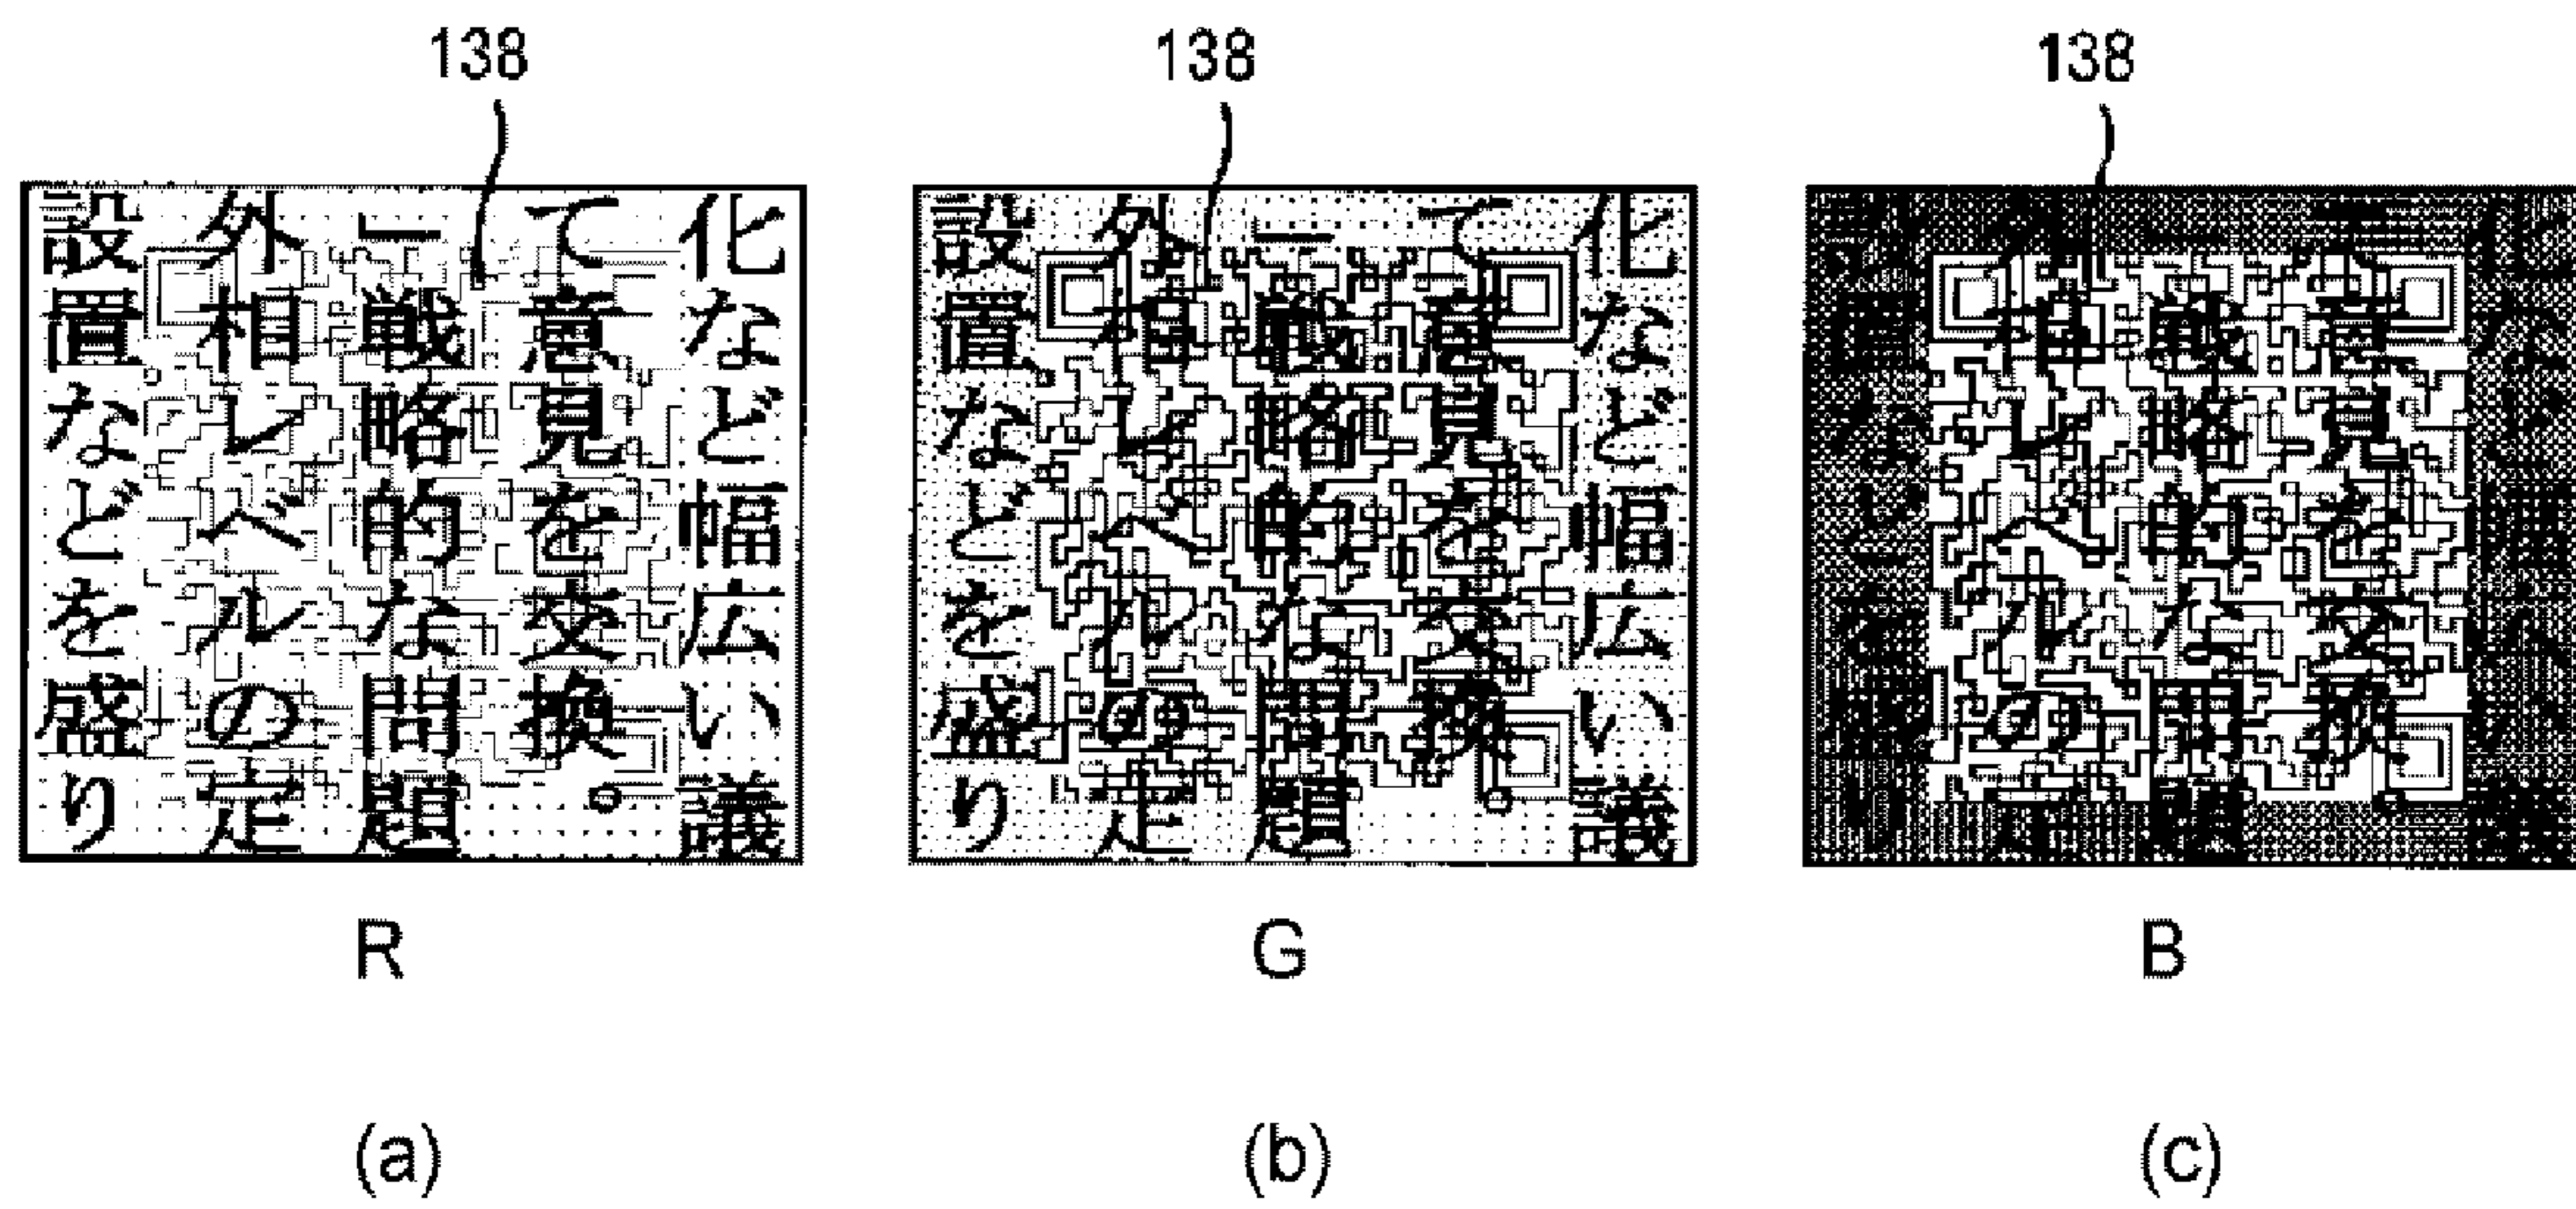 138
138
138
化など幅広い議
て意見を交換。
一戦略的な問題
外相レベルの定
設置などを盛り
化など幅広い議
て意見を交換。
一戦略的な問題
外相レベルの定
設置などを盛り
R
G
B
(a)
(b)
(c)